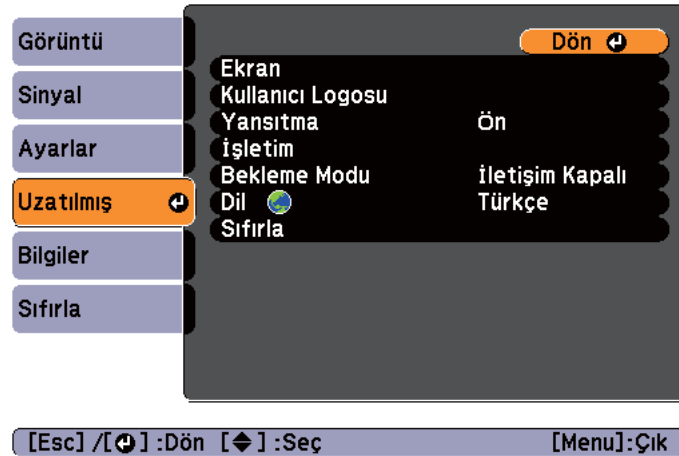 Görüntü
Sinyal
Ayarlar
Uzatılmış
Bilgiler
Sıfırla
Dön
Ekran
Kullanıcı Logosu
Yansıtma Ön
İşletim
Bekleme Modu İletişim Kapalı
Dil Türkçe
Sıfırla
[Esc] /[⏎] :Dön [◆] :Seç [Menu]:Çık